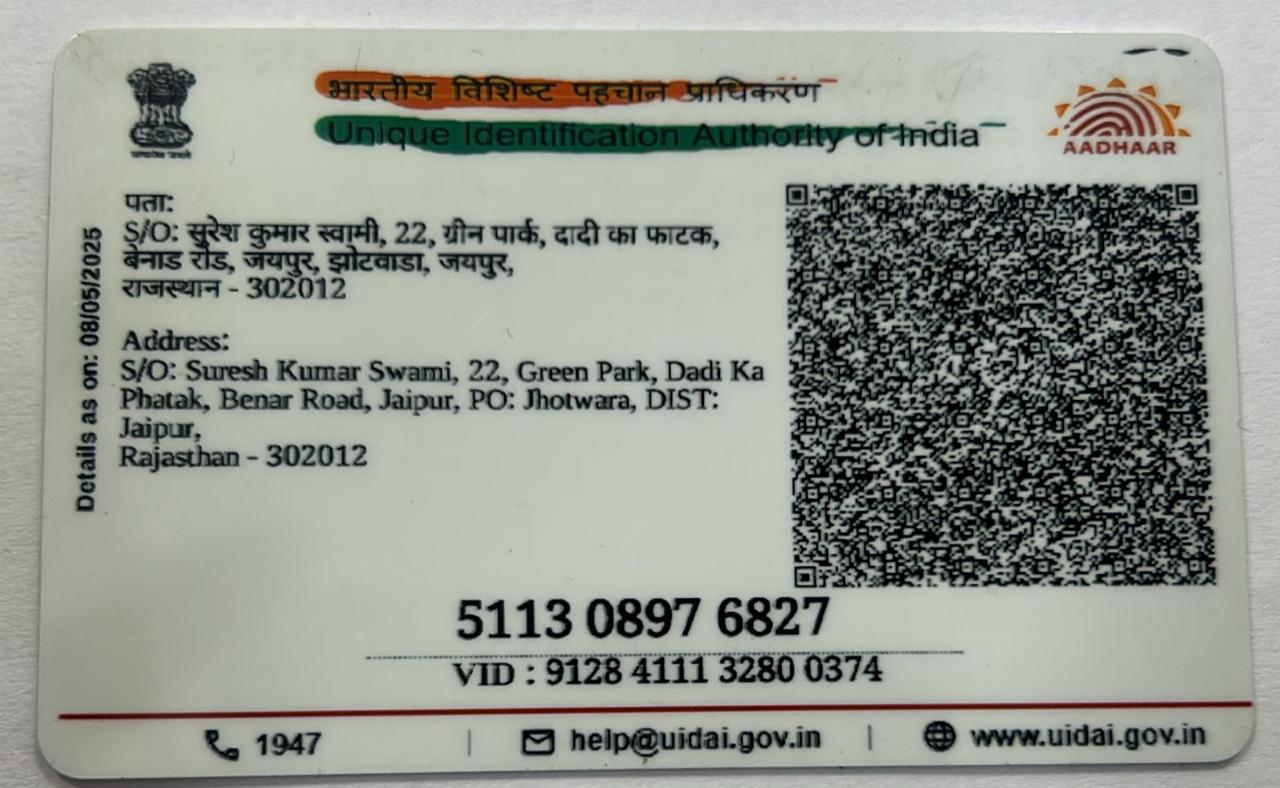 भारतीय विशिष्ट पहचान प्राधिकरण
Unique Identification Authority of India
AADHAAR
Details as on: 08/05/2025
पता:
S/O: सुरेश कुमार स्वामी, 22, ग्रीन पार्क, दादी का फाटक,
बेनाड रोड, जयपुर, झोटवाडा, जयपुर,
राजस्थान - 302012
Address:
S/O: Suresh Kumar Swami, 22, Green Park, Dadi Ka
Phatak, Benar Road, Jaipur, PO: Jhotwara, DIST:
Jaipur,
Rajasthan - 302012
5113 0897 6827
VID : 9128 4111 3280 0374
1947 | help@uidai.gov.in | www.uidai.gov.in